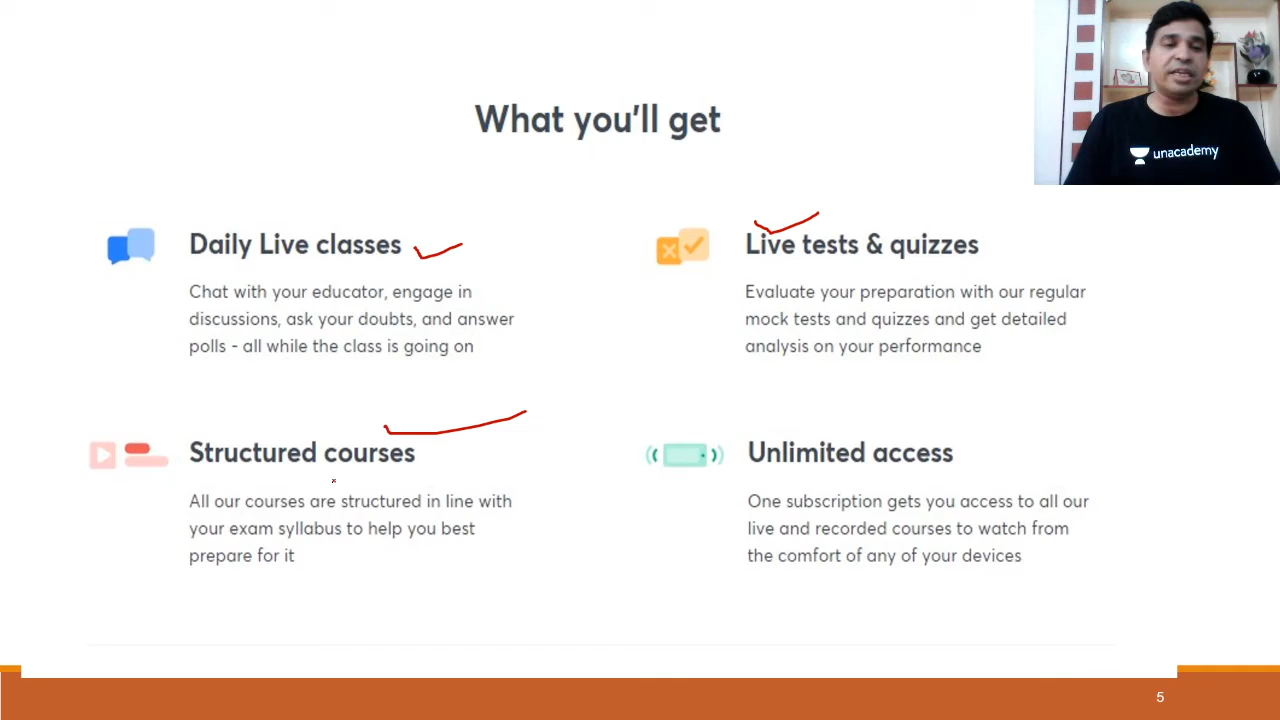 What you'll get
unacademy
Daily Live classes
Chat with your educator, engage in
discussions, ask your doubts, and answer
polls - all while the class is going on
Live tests & quizzes
Evaluate your preparation with our regular
mock tests and quizzes and get detailed
analysis on your performance
Structured courses
All our courses are structured in line with
your exam syllabus to help you best
prepare for it
Unlimited access
One subscription gets you access to all our
live and recorded courses to watch from
the comfort of any of your devices
5